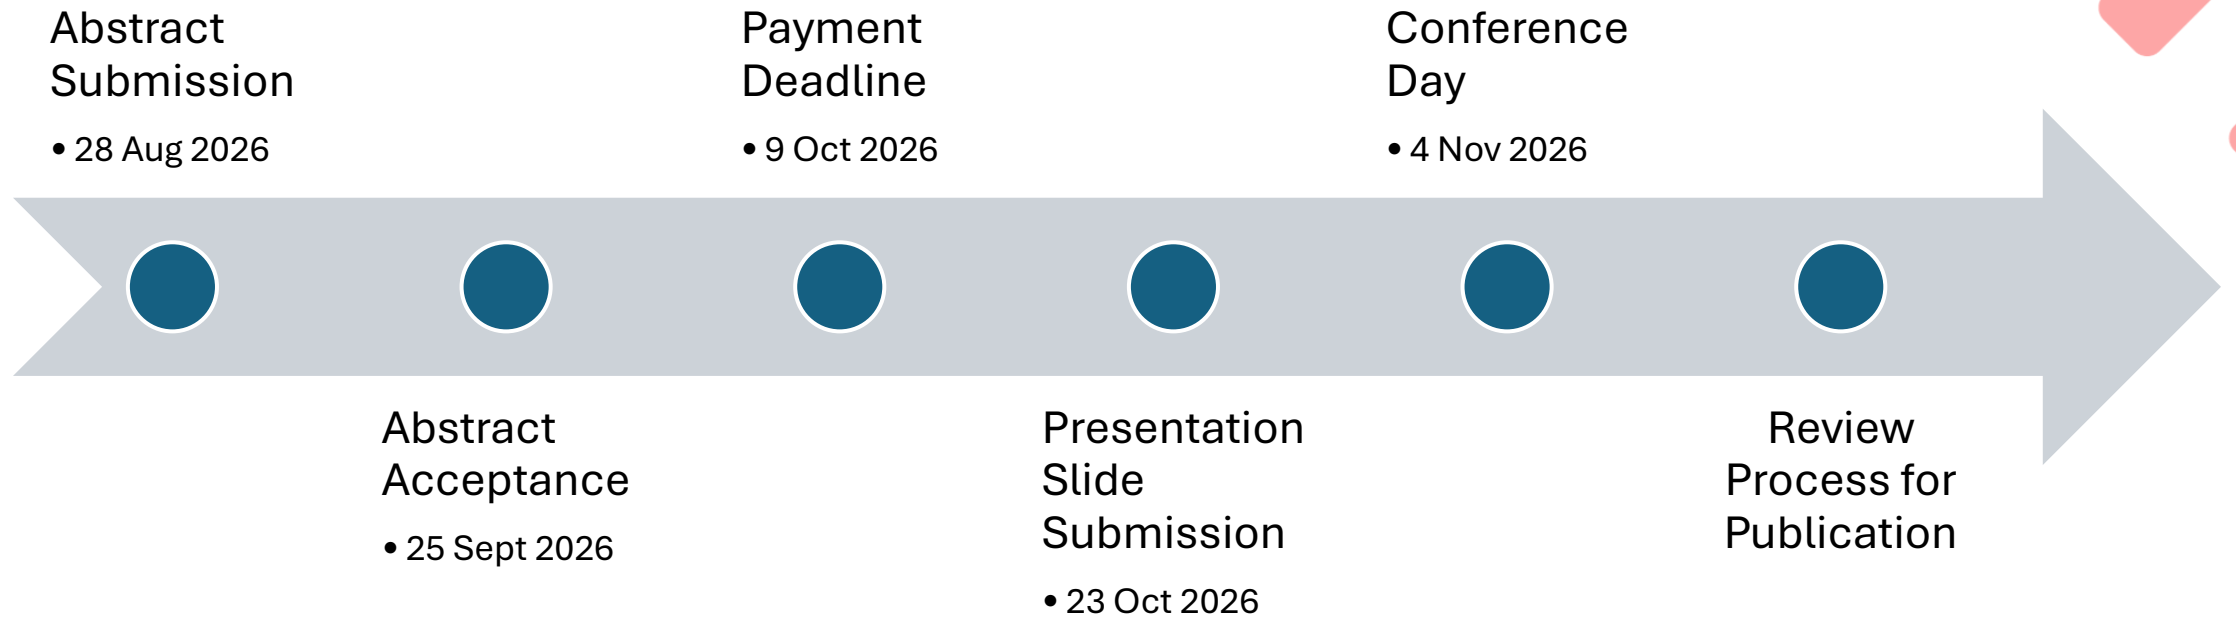 Abstract
Submission
• 28 Aug 2026
Abstract
Acceptance
• 25 Sept 2026
Payment
Deadline
• 9 Oct 2026
Presentation
Slide
Submission
• 23 Oct 2026
Conference
Day
• 4 Nov 2026
Review
Process for
Publication